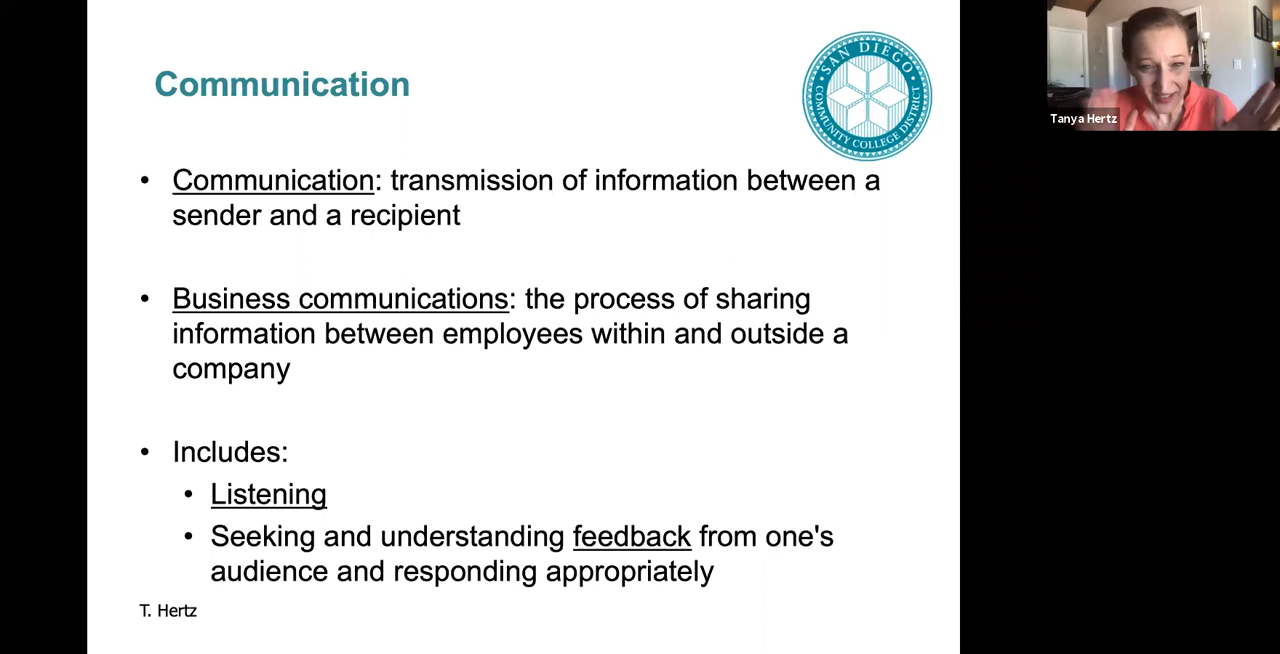 Communication
SAN DIEGO
COMMUNITY COLLEGE DISTRICT
Tanya Hertz
• Communication: transmission of information between a
sender and a recipient
• Business communications: the process of sharing
information between employees within and outside a
company
• Includes:
• Listening
• Seeking and understanding feedback from one's
audience and responding appropriately
T. Hertz